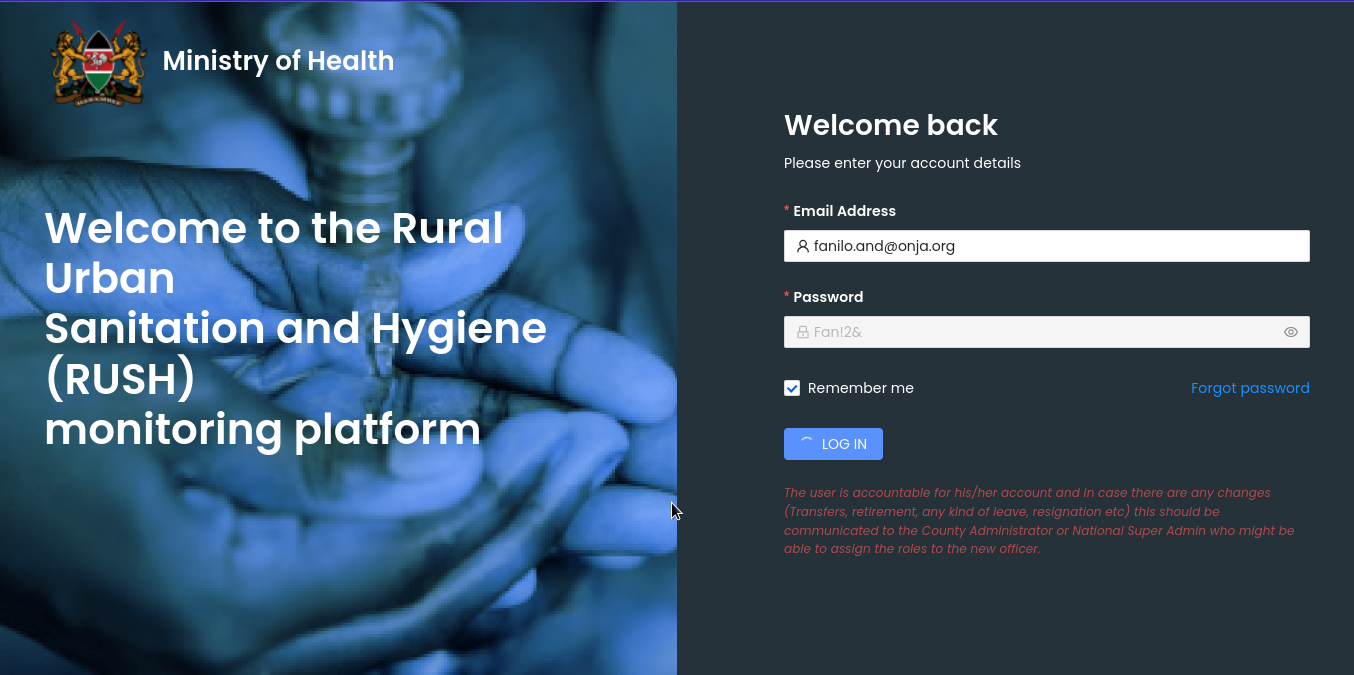 Ministry of Health
Welcome to the Rural
Urban
Sanitation and Hygiene
(RUSH)
monitoring platform
Welcome back
Please enter your account details
* Email Address
fanilo.and@onja.org
* Password
Fan!2&
Remember me
Forgot password
LOG IN
The user is accountable for his/her account and in case there are any changes
(Transfers, retirement, any kind of leave, resignation etc) this should be
communicated to the County Administrator or National Super Admin who might be
able to assign the roles to the new officer.